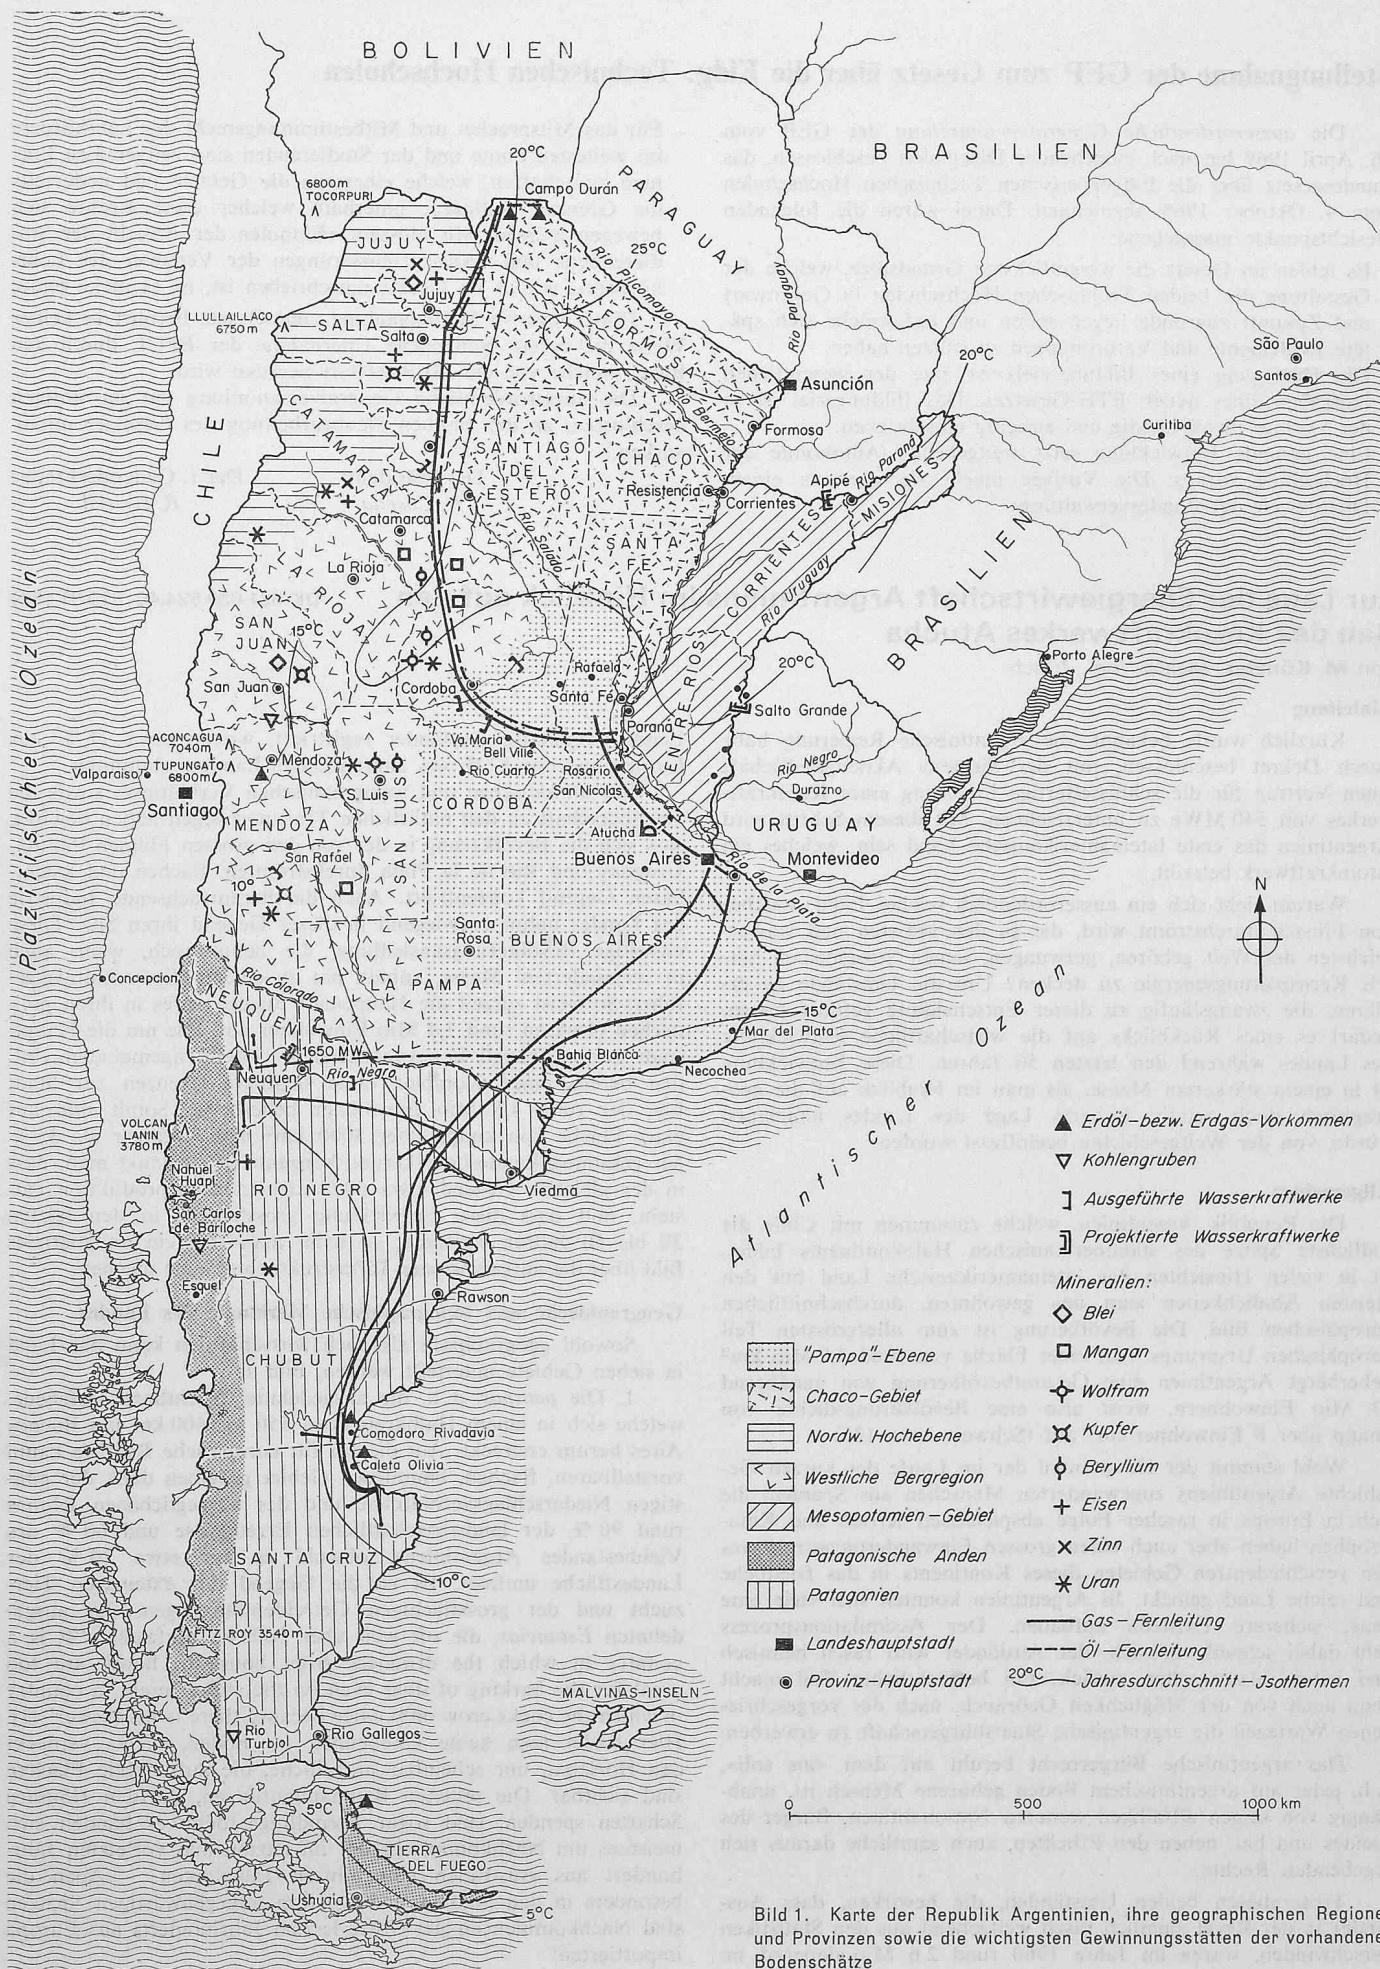 BOLIVIEN
PARAGUAY
BRASILIEN
20°C
Campo Durán
6800m
TOCORPURI
25°C
JUJUY
Jujuy
Rio Pilcomayo
Rio Paraguay
LLULLAILLACO
6750m
SALTA
Salta
FORMOSA
São Paulo
Santos
20°C
Asunción
Rio Bermejo
Formosa
Curitiba
CHILE
CATAMARCA
SANTIAGO
DEL
ESTERO
CHACO
Resistencia
Corrientes
Apipé
Rio Paraná
MISIONES
Catamarca
Rio Salado
SANTA
FE
CORRIENTES
Rio Uruguay
BRASILIEN
La Rioja
LA RIOJA
SAN
JUAN
15°C
San Juan
Cordoba
Rafaela
Santa Fé
Paraná
ENTRE RIOS
20°C
Salto Grande
Porto Alegre
Pazifischer Ozean
ACONCAGUA
7040m
TUPUNGATO
6800m
Valparaiso
Santiago
Mendoza
S. Luis
Va. Maria
Bell Ville
Rio Cuarto
CORDOBA
Rosario
San Nicolas
Rio Negro
Durazno
MENDOZA
San Rafael
SAN LUIS
Atucha
URUGUAY
Buenos Aires
Montevideo
Rio de la Plata
10°
Santa
Rosa
BUENOS AIRES
N
Concepcion
Rio Colorado
NEUQUEN
LA PAMPA
15°C
Mar del Plata
1650 MW
Neuquen
Rio Negro
Bahia Blanca
Necochea
Atlantischer Ozean
VOLCAN
LANIN
3780m
Nahuel
Huapi
San Carlos
de Bariloche
RIO NEGRO
Viedma
Esquel
Rawson
CHUBUT
Comodoro Rivadavia
Caleta Olivia
SANTA CRUZ
10°C
FITZ ROY 3540m
MALVINAS-INSELN
Rio
Turbio
Rio Gallegos
5°C
TIERRA
DEL FUEGO
Ushuaia
5°C
Erdöl-bezw. Erdgas-Vorkommen
Kohlengruben
Ausgeführte Wasserkraftwerke
Projektierte Wasserkraftwerke
Mineralien:
Blei
Mangan
Wolfram
Kupfer
Beryllium
Eisen
Zinn
Uran
Gas-Fernleitung
Öl-Fernleitung
20°C Jahresdurchschnitt-Jsothermen
"Pampa"-Ebene
Chaco-Gebiet
Nordw. Hochebene
Westliche Bergregion
Mesopotamien-Gebiet
Patagonische Anden
Patagonien
Landeshauptstadt
Provinz-Hauptstadt
0 500 1000 km
Bild 1. Karte der Republik Argentinien, ihre geographischen Regione
und Provinzen sowie die wichtigsten Gewinnungsstätten der vorhandene
Bodenschätze